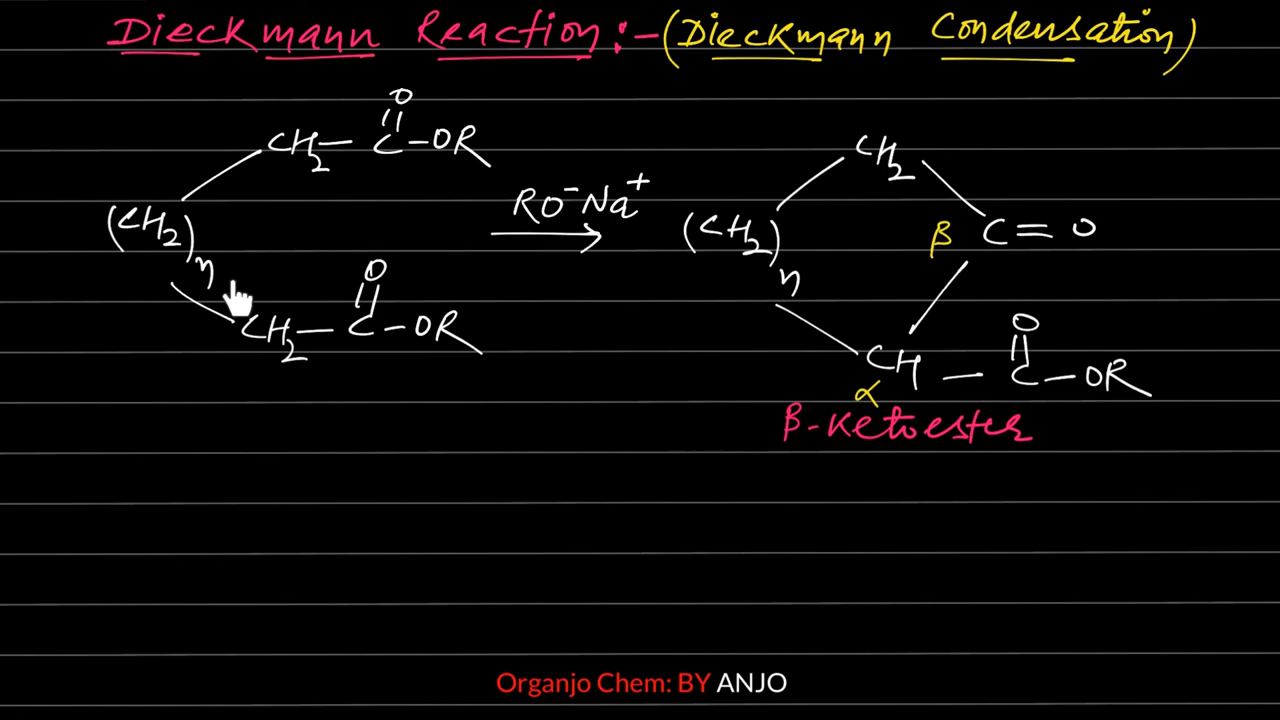 Dieckmann Reaction:-(Dieckmann Condensation)
O
||
CH2— C –OR
(CH2)n
O
||
CH2 — C – OR
RO⁻Na⁺
CH2
(CH2)n
β C = O
O
||
CH — C – OR
α
β-Ketoester
Organjo Chem: BY ANJO